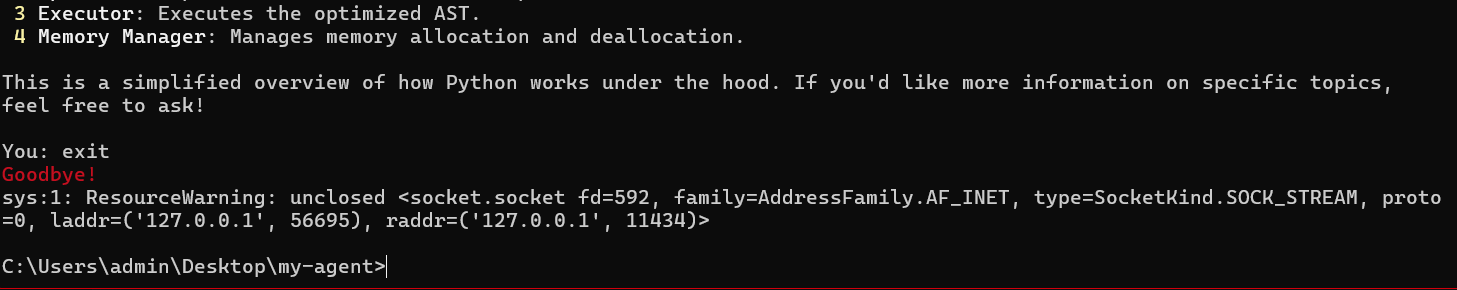 3 Executor: Executes the optimized AST.
4 Memory Manager: Manages memory allocation and deallocation.
This is a simplified overview of how Python works under the hood. If you'd like more information on specific topics,
feel free to ask!
You: exit
Goodbye!
sys:1: ResourceWarning: unclosed <socket.socket fd=592, family=AddressFamily.AF_INET, type=SocketKind.SOCK_STREAM, proto
=0, laddr=('127.0.0.1', 56695), raddr=('127.0.0.1', 11434)>
C:\Users\admin\Desktop\my-agent>